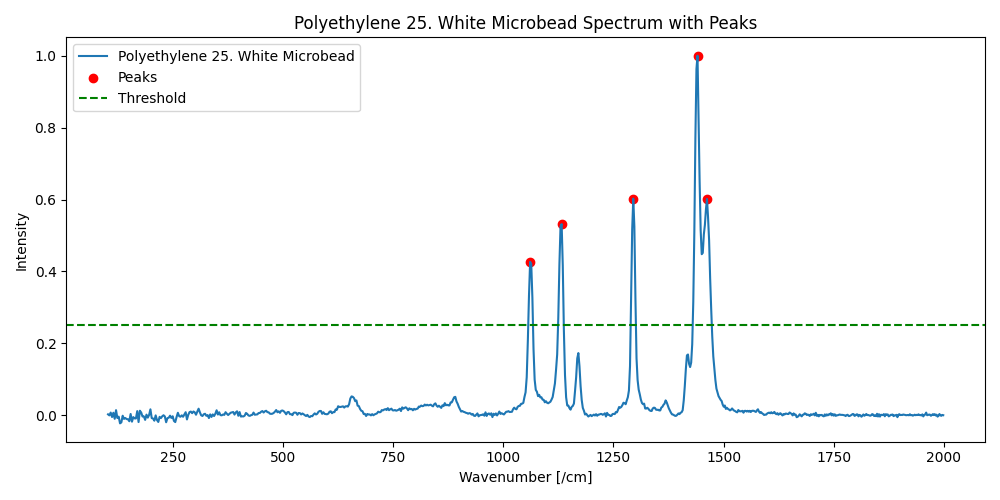 Polyethylene 25. White Microbead Spectrum with Peaks
Polyethylene 25. White Microbead
Peaks
Threshold
1.0
0.8
0.6
0.4
0.2
0.0
Intensity
250 500 750 1000 1250 1500 1750 2000
Wavenumber [/cm]